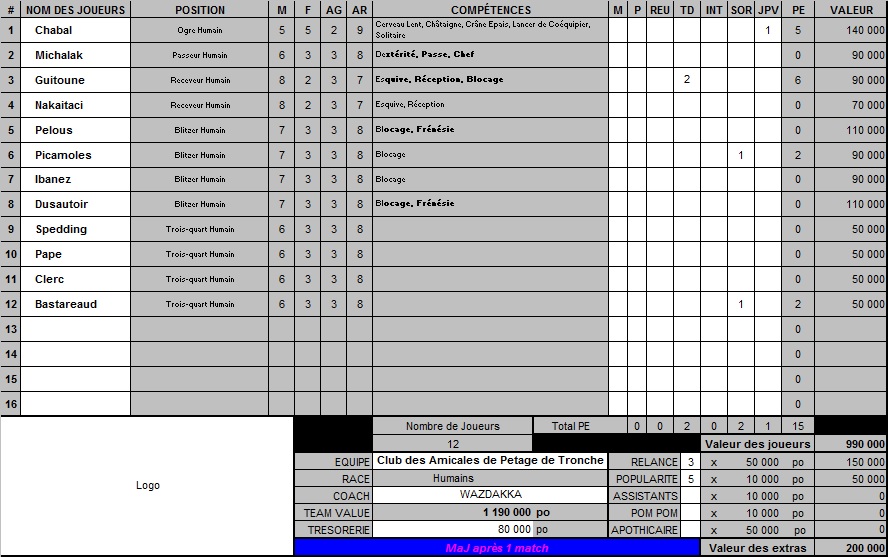 # NOM DES JOUEURS POSITION M F AG AR COMPÉTENCES M P REU TD INT SOR JPV PE VALEUR
1 Chabal Ogre Humain 5 5 2 9 Cerveau Lent, Châtaigne, Crâne Epais, Lancer de Coéquipier, 1 5 140 000
Solitaire
2 Michalak Passeur Humain 6 3 3 8 Dextérité, Passe, Chef 0 90 000
3 Guitoune Receveur Humain 8 2 3 7 Esquive, Réception, Blocage 2 6 90 000
4 Nakaitaci Receveur Humain 8 2 3 7 Esquive, Réception 0 70 000
5 Pelous Blitzer Humain 7 3 3 8 Blocage, Frénésie 0 110 000
6 Picamoles Blitzer Humain 7 3 3 8 Blocage 1 2 90 000
7 Ibanez Blitzer Humain 7 3 3 8 Blocage 0 90 000
8 Dusautoir Blitzer Humain 7 3 3 8 Blocage, Frénésie 0 110 000
9 Spedding Trois-quart Humain 6 3 3 8 0 50 000
10 Pape Trois-quart Humain 6 3 3 8 0 50 000
11 Clerc Trois-quart Humain 6 3 3 8 0 50 000
12 Bastareaud Trois-quart Humain 6 3 3 8 1 2 50 000
13 0
14 0
15 0
16 0
Nombre de Joueurs Total PE 0 0 2 0 2 1 15
12 Valeur des joueurs 990 000
EQUIPE Club des Amicales de Petage de Tronche RELANCE 3 x 50 000 po 150 000
RACE Humains POPULARITE 5 x 10 000 po 50 000
COACH WAZDAKKA ASSISTANTS x 10 000 po 0
TEAM VALUE 1 190 000 po POM POM x 10 000 po 0
TRESORERIE 80 000 po APOTHICAIRE x 50 000 po 0
MaJ après 1 match Valeur des extras 200 000
Logo